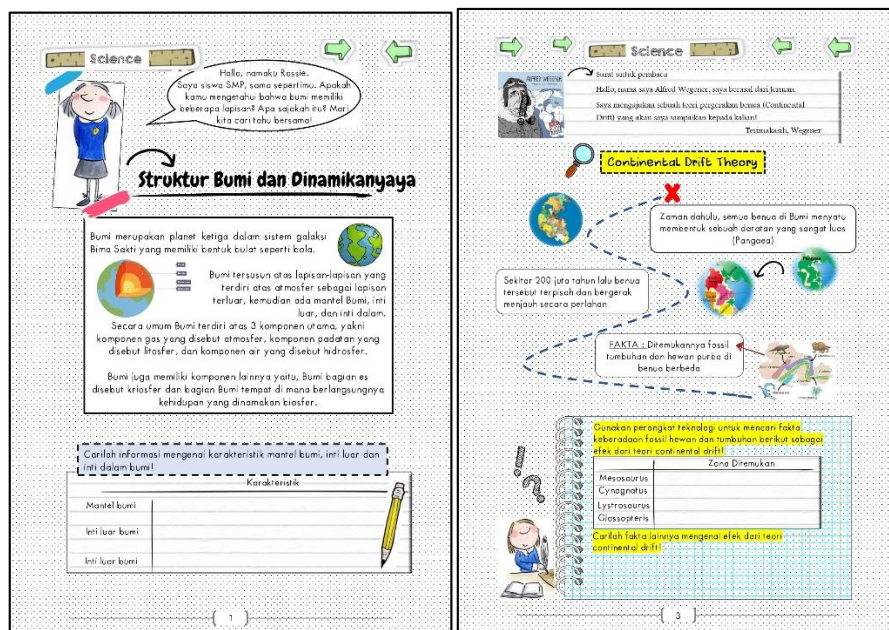 Science
Hallo, namaku Rossie.
Saya siswa SMP, sama sepertimu. Apakah
kamu mengetahui bahwa bumi memiliki
beberapa lapisan? Apa sajakah itu? Mari
kita cari tahu bersama!
Struktur Bumi dan Dinamikanyaya
Bumi merupakan planet ketiga dalam sistem galaksi
Bima Sakti yang memiliki bentuk bulat seperti bola.
Bumi tersusun atas lapisan-lapisan yang
terdiri atas atmosfer sebagai lapisan
terluar, kemudian ada mantel Bumi, inti
luar, dan inti dalam.
Secara umum Bumi terdiri atas 3 komponen utama, yakni
komponen gas yang disebut atmosfer, komponen padatan yang
disebut litosfer, dan komponen air yang disebut hidrosfer.
Bumi juga memiliki komponen lainnya yaitu, Bumi bagian es
disebut kriosfer dan bagian Bumi tempat di mana berlangsungnya
kehidupan yang dinamakan biosfer.
Carilah informasi mengenai karakteristik mantel bumi, inti luar dan
inti dalam bumi!
Karakteristik
Mantel bumi
Inti luar bumi
Inti luar bumi
1
Science
Surat untuk pembaca
Hallo, nama saya Alfred Wegener, saya berasal dari Jerman.
Saya mengajukan sebuah teori pergerakan benua (Continental
Drift) yang akan saya sampaikan kepada kalian!
Terimakasih, Wegener
ALFRED WEGENER
Continental Drift Theory
Zaman dahulu, semua benua di Bumi menyatu
membentuk sebuah daratan yang sangat luas
(Pangaea)
Sekitar 200 juta tahun lalu benua
tersebut terpisah dan bergerak
menjauh secara perlahan
FAKTA : Ditemukannya fossil
tumbuhan dan hewan purba di
benua berbeda
Gunakan perangkat teknologi untuk mencari fakta
keberadaan fossil hewan dan tumbuhan berikut sebagai
efek dari teori continental drift!
Zona Ditemukan
Mesosaurus
Cynagnatus
Lystrosaurus
Glossopteris
Carilah fakta lainnya mengenai efek dari teori
continental drift!
3